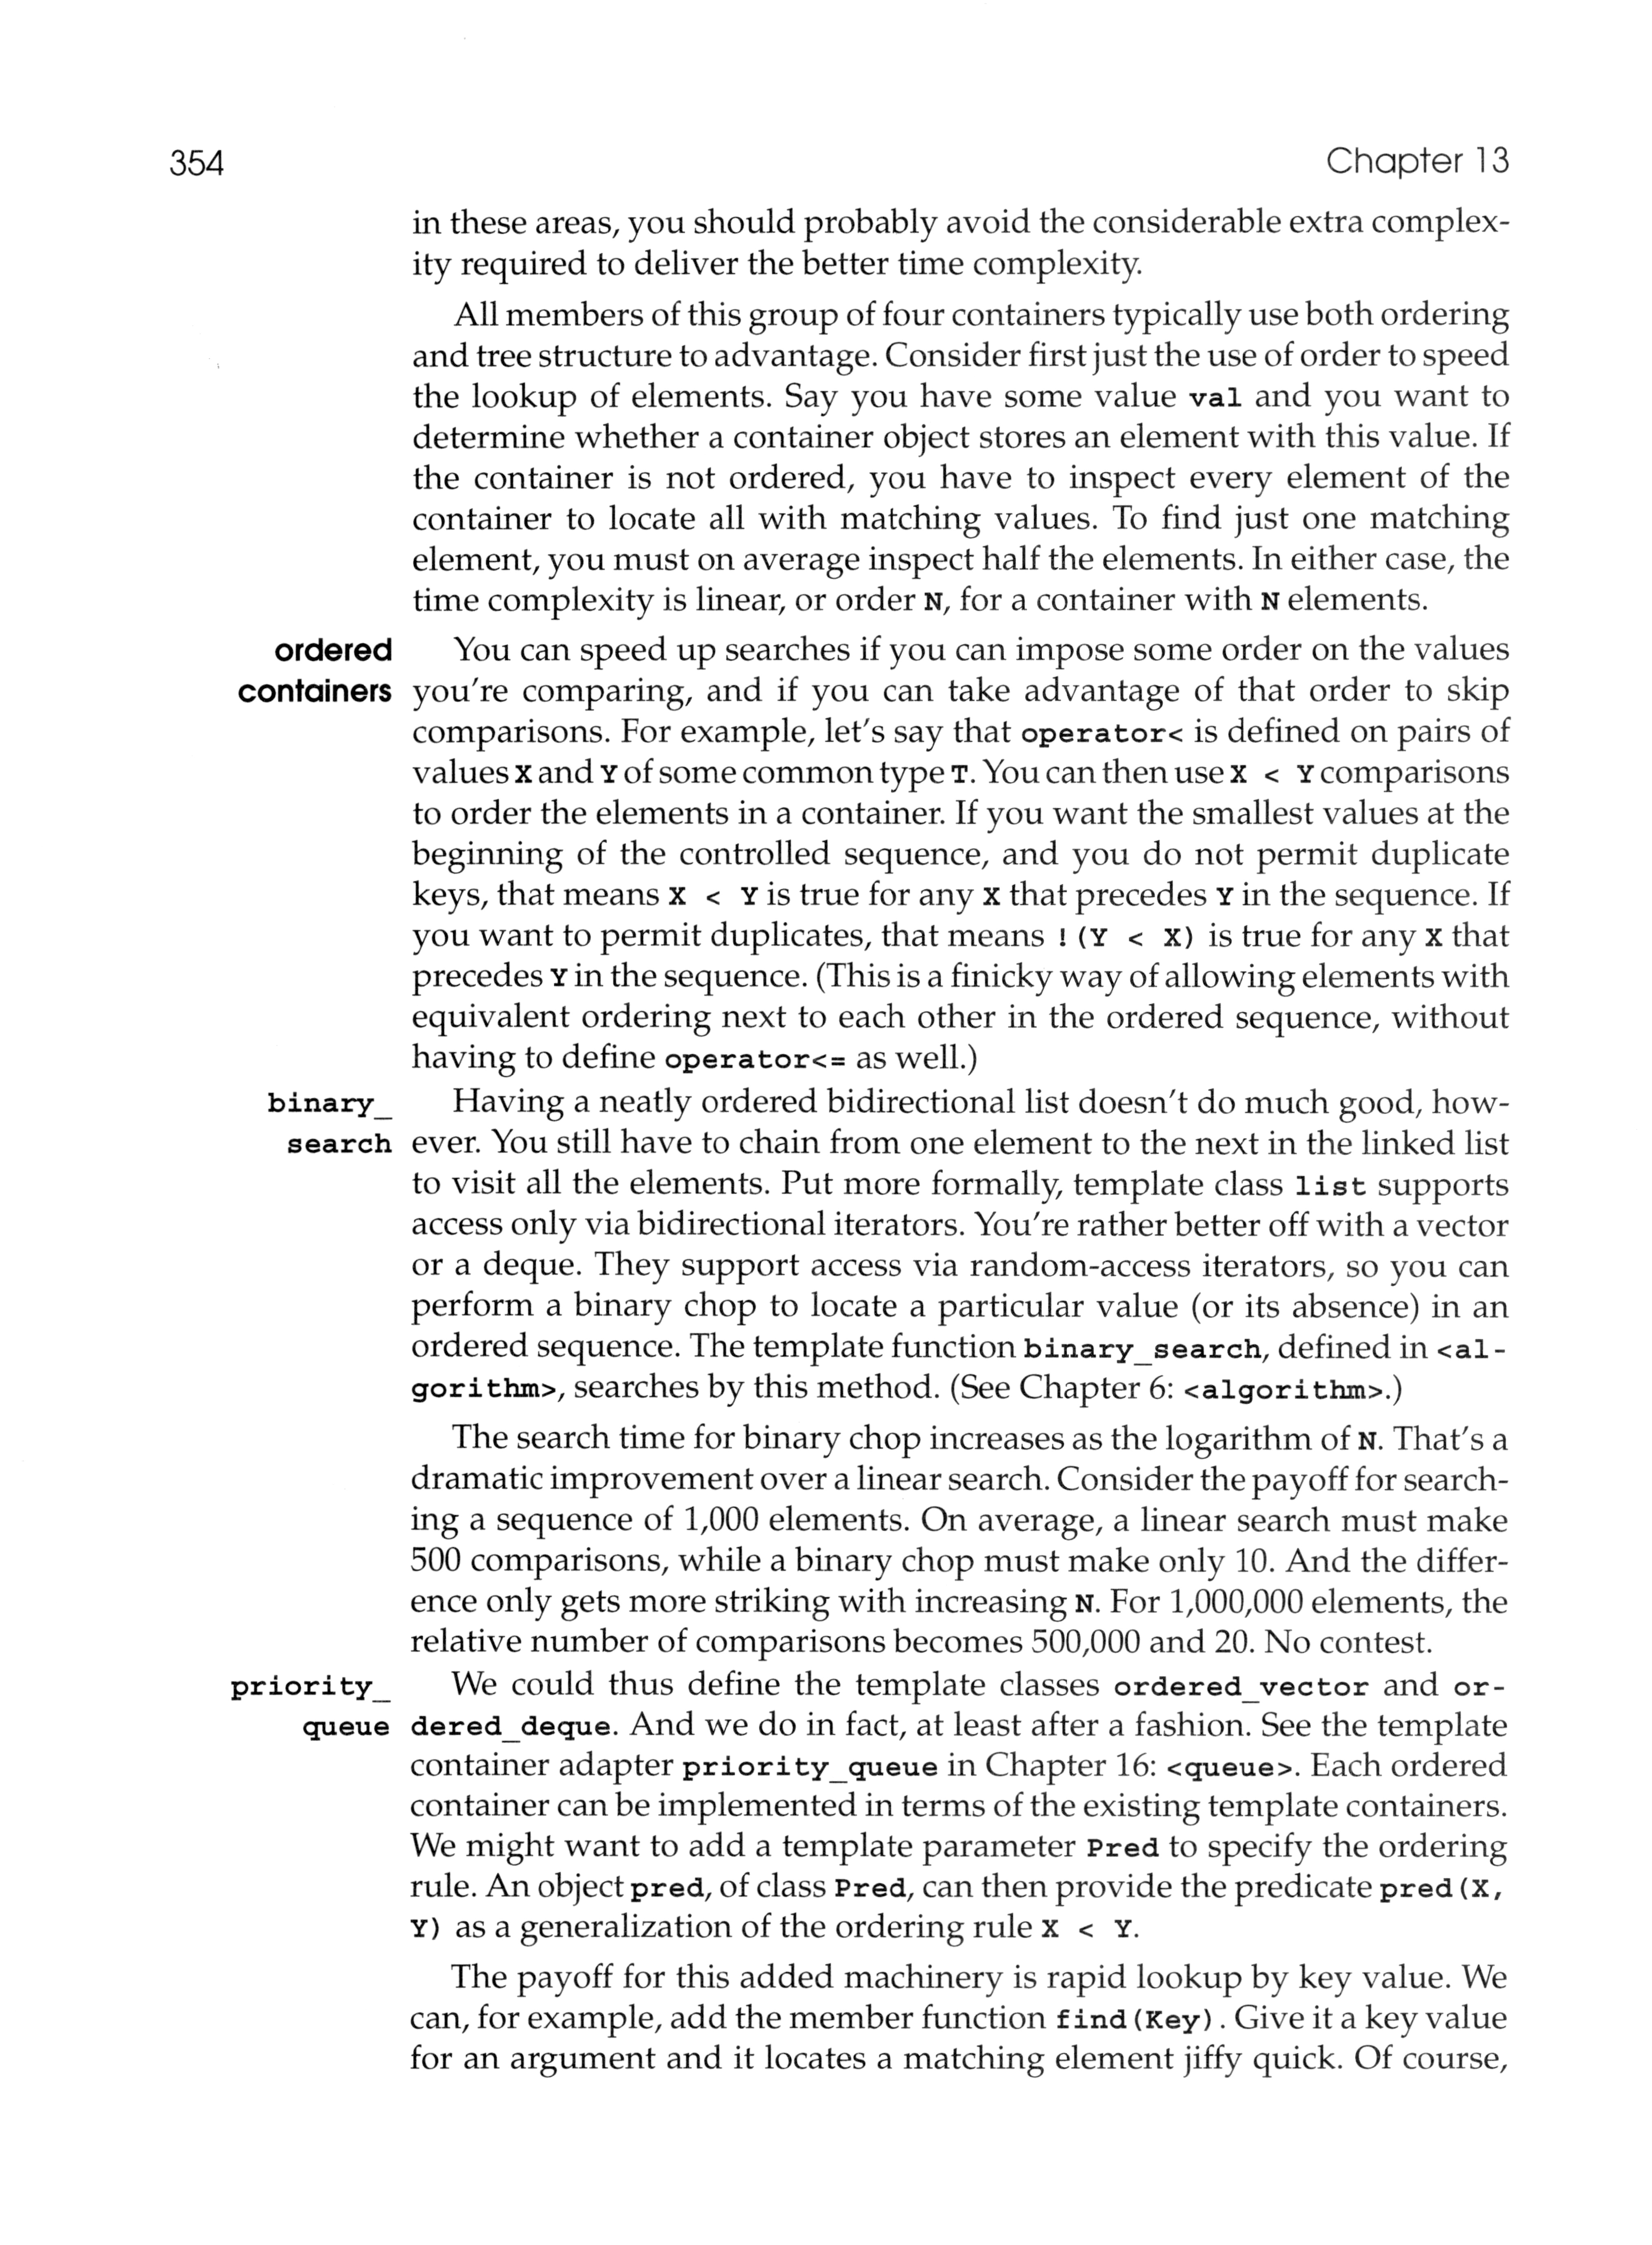 354
Chapter 13
in these areas, you should probably avoid the considerable extra complex-
ity required to deliver the better time complexity.
All members of this group of four containers typically use both ordering
and tree structure to advantage. Consider first just the use of order to speed
the lookup of elements. Say you have some value val and you want to
determine whether a container object stores an element with this value. If
the container is not ordered, you have to inspect every element of the
container to locate all with matching values. To find just one matching
element, you must on average inspect half the elements. In either case, the
time complexity is linear, or order N, for a container with N elements.
ordered
containers
You can speed up searches if you can impose some order on the values
you're comparing, and if you can take advantage of that order to skip
comparisons. For example, let's say that operator< is defined on pairs of
values X and Y of some common type T. You can then use X < Y comparisons
to order the elements in a container. If you want the smallest values at the
beginning of the controlled sequence, and you do not permit duplicate
keys, that means X < Y is true for any X that precedes Y in the sequence. If
you want to permit duplicates, that means !(Y < X) is true for any X that
precedes Y in the sequence. (This is a finicky way of allowing elements with
equivalent ordering next to each other in the ordered sequence, without
having to define operator<= as well.)
binary_
search
Having a neatly ordered bidirectional list doesn't do much good, how-
ever. You still have to chain from one element to the next in the linked list
to visit all the elements. Put more formally, template class list supports
access only via bidirectional iterators. You're rather better off with a vector
or a deque. They support access via random-access iterators, so you can
perform a binary chop to locate a particular value (or its absence) in an
ordered sequence. The template function binary_search, defined in <al-
gorithm>, searches by this method. (See Chapter 6: <algorithm>.)
The search time for binary chop increases as the logarithm of N. That's a
dramatic improvement over a linear search. Consider the payoff for search-
ing a sequence of 1,000 elements. On average, a linear search must make
500 comparisons, while a binary chop must make only 10. And the differ-
ence only gets more striking with increasing N. For 1,000,000 elements, the
relative number of comparisons becomes 500,000 and 20. No contest.
priority_
queue
We could thus define the template classes ordered_vector and or-
dered_deque. And we do in fact, at least after a fashion. See the template
container adapter priority_queue in Chapter 16: <queue>. Each ordered
container can be implemented in terms of the existing template containers.
We might want to add a template parameter Pred to specify the ordering
rule. An object pred, of class Pred, can then provide the predicate pred(X,
Y) as a generalization of the ordering rule X < Y.
The payoff for this added machinery is rapid lookup by key value. We
can, for example, add the member function find(Key). Give it a key value
for an argument and it locates a matching element jiffy quick. Of course,